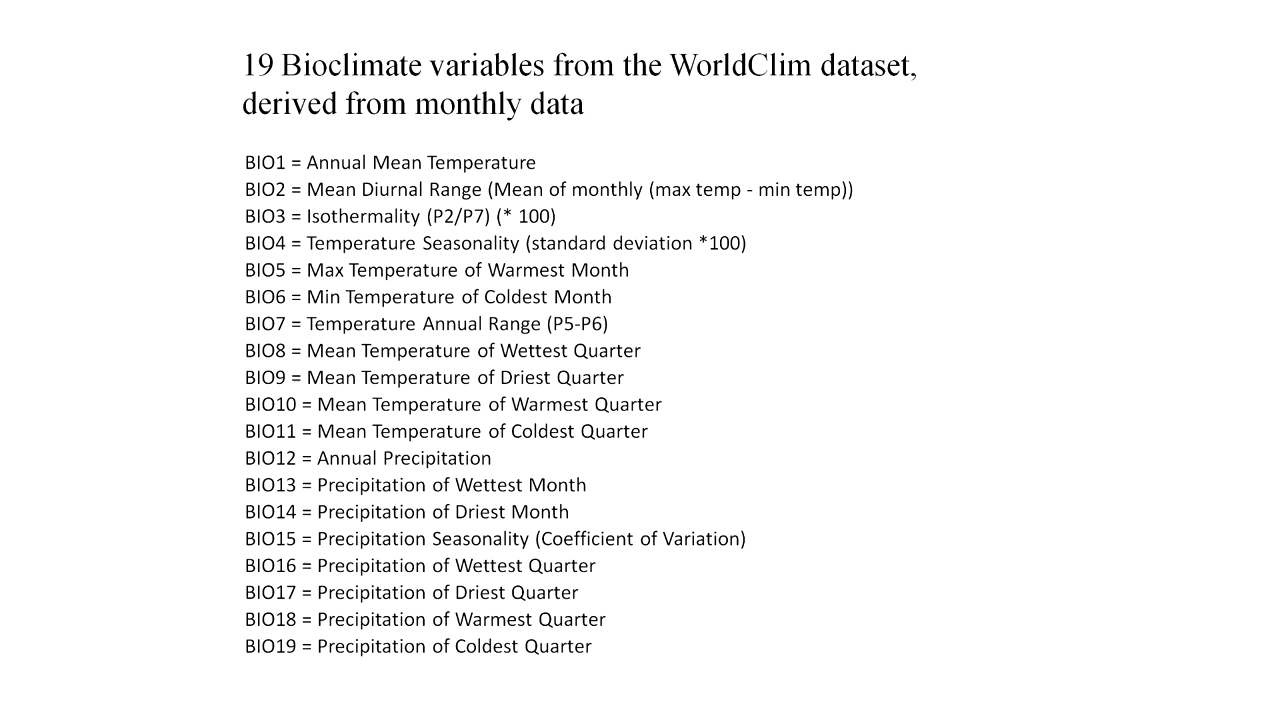 19 Bioclimate variables from the WorldClim dataset,
derived from monthly data
BIO1 = Annual Mean Temperature
BIO2 = Mean Diurnal Range (Mean of monthly (max temp - min temp))
BIO3 = Isothermality (P2/P7) (* 100)
BIO4 = Temperature Seasonality (standard deviation *100)
BIO5 = Max Temperature of Warmest Month
BIO6 = Min Temperature of Coldest Month
BIO7 = Temperature Annual Range (P5-P6)
BIO8 = Mean Temperature of Wettest Quarter
BIO9 = Mean Temperature of Driest Quarter
BIO10 = Mean Temperature of Warmest Quarter
BIO11 = Mean Temperature of Coldest Quarter
BIO12 = Annual Precipitation
BIO13 = Precipitation of Wettest Month
BIO14 = Precipitation of Driest Month
BIO15 = Precipitation Seasonality (Coefficient of Variation)
BIO16 = Precipitation of Wettest Quarter
BIO17 = Precipitation of Driest Quarter
BIO18 = Precipitation of Warmest Quarter
BIO19 = Precipitation of Coldest Quarter